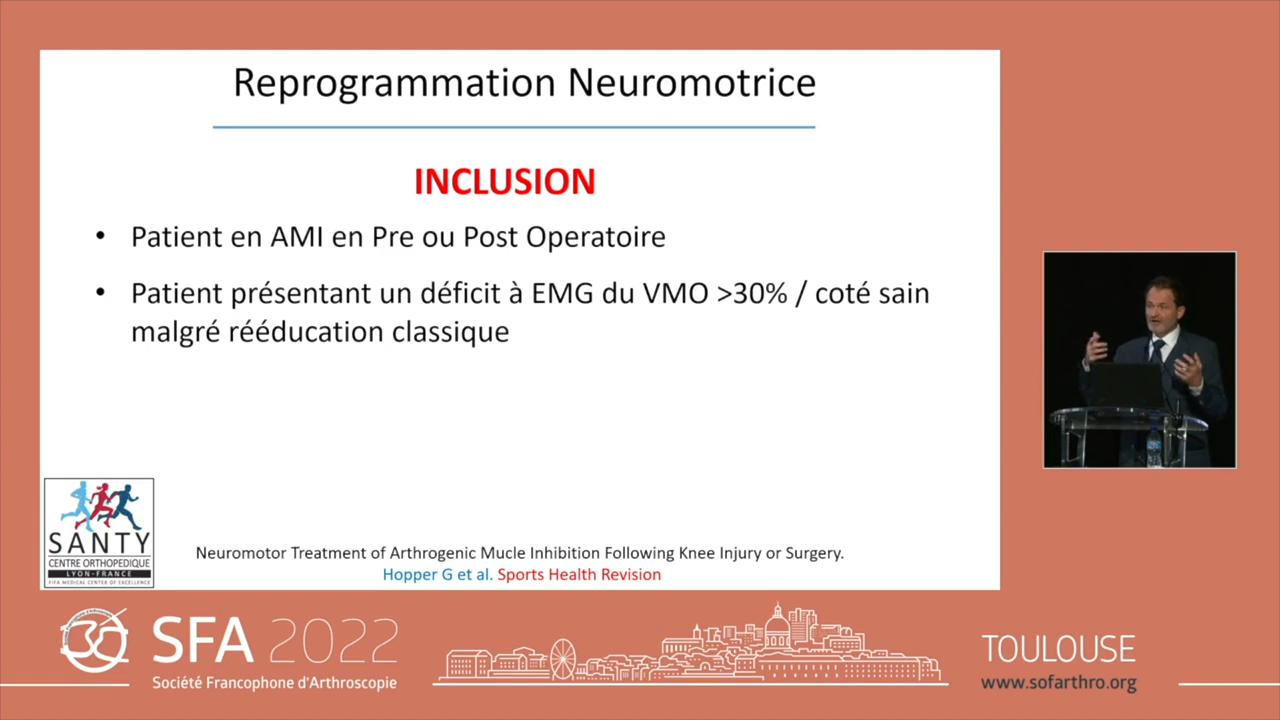 Reprogrammation Neuromotrice
INCLUSION
• Patient en AMI en Pre ou Post Operatoire
• Patient présentant un déficit à EMG du VMO >30% / coté sain
malgré rééducation classique
SANTY
CENTRE ORTHOPEDIQUE
LYON-FRANCE
FIFA MEDICAL CENTER OF EXCELLENCE
Neuromotor Treatment of Arthrogenic Mucle Inhibition Following Knee Injury or Surgery.
Hopper G et al. Sports Health Revision
30
SFA 2022
Société Francophone d'Arthroscopie
TOULOUSE
www.sofarthro.org